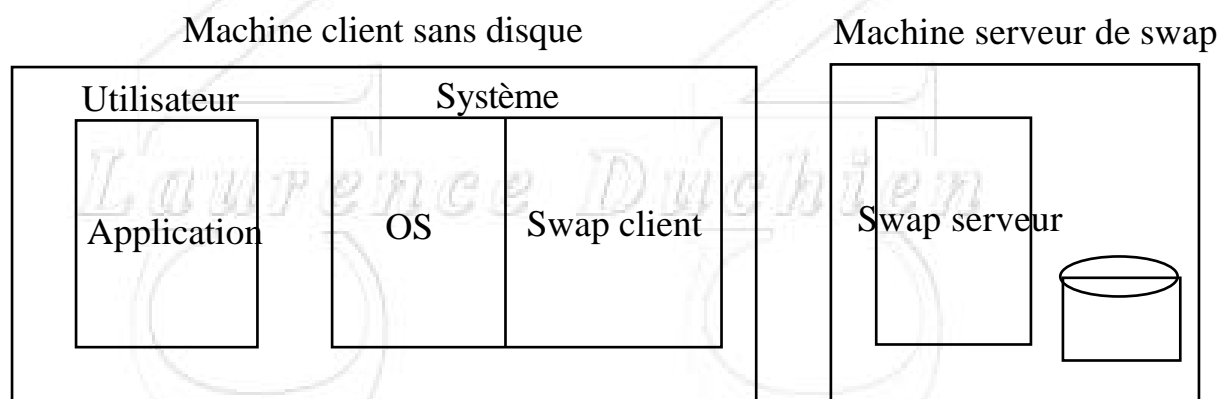 Machine client sans disque
Machine serveur de swap
Utilisateur
Système
Laurence Duchien
Application
OS
Swap client
Swap serveur